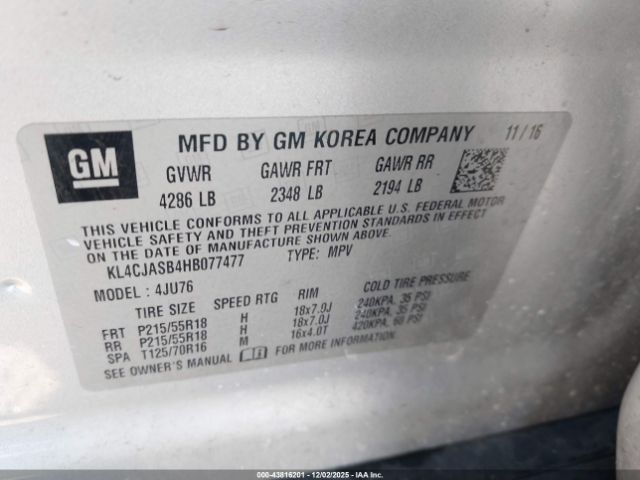 GM
MFD BY GM KOREA COMPANY 11/16
GVWR GAWR FRT GAWR RR
4286 LB 2348 LB 2194 LB
THIS VEHICLE CONFORMS TO ALL APPLICABLE U.S. FEDERAL MOTOR
VEHICLE SAFETY AND THEFT PREVENTION STANDARDS IN EFFECT
ON THE DATE OF MANUFACTURE SHOWN ABOVE.
KL4CJASB4HB077477 TYPE: MPV
MODEL: 4JU76
TIRE SIZE SPEED RTG RIM COLD TIRE PRESSURE
FRT P215/55R18 H 18x7.0J 240KPA, 35 PSI
RR P215/55R18 H 18x7.0J 240KPA, 35 PSI
SPA T125/70R16 M 16x4.0T 420KPA, 60 PSI
SEE OWNER'S MANUAL i FOR MORE INFORMATION.
000-43816201 - 12/02/2025 - IAAI.com